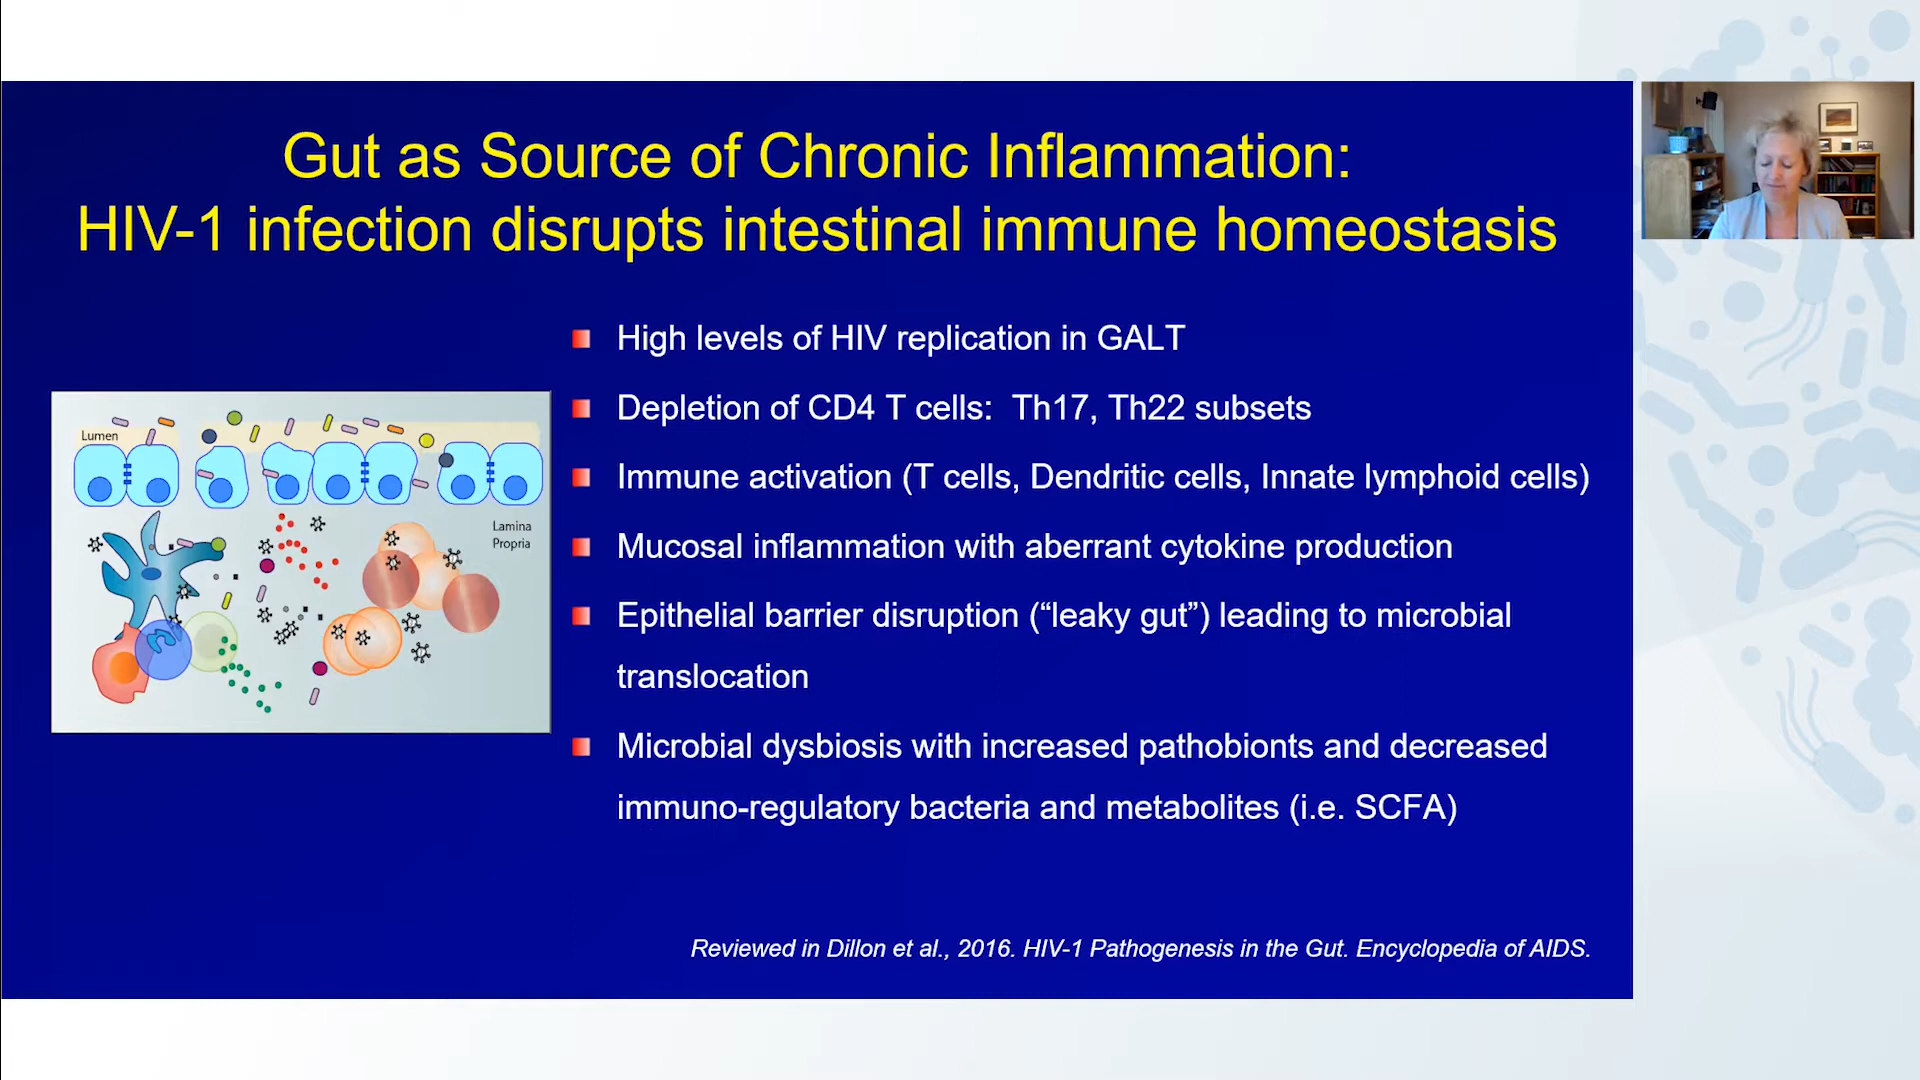 Gut as Source of Chronic Inflammation:
HIV-1 infection disrupts intestinal immune homeostasis
High levels of HIV replication in GALT
Depletion of CD4 T cells: Th17, Th22 subsets
Immune activation (T cells, Dendritic cells, Innate lymphoid cells)
Mucosal inflammation with aberrant cytokine production
Epithelial barrier disruption (“leaky gut”) leading to microbial
translocation
Microbial dysbiosis with increased pathobionts and decreased
immuno-regulatory bacteria and metabolites (i.e. SCFA)
Lumen
Lamina
Propria
Reviewed in Dillon et al., 2016. HIV-1 Pathogenesis in the Gut. Encyclopedia of AIDS.